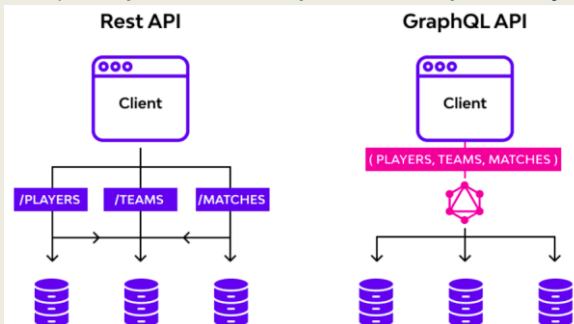 Rest API
Client
/PLAYERS
/TEAMS
/MATCHES
GraphQL API
Client
( PLAYERS, TEAMS, MATCHES )